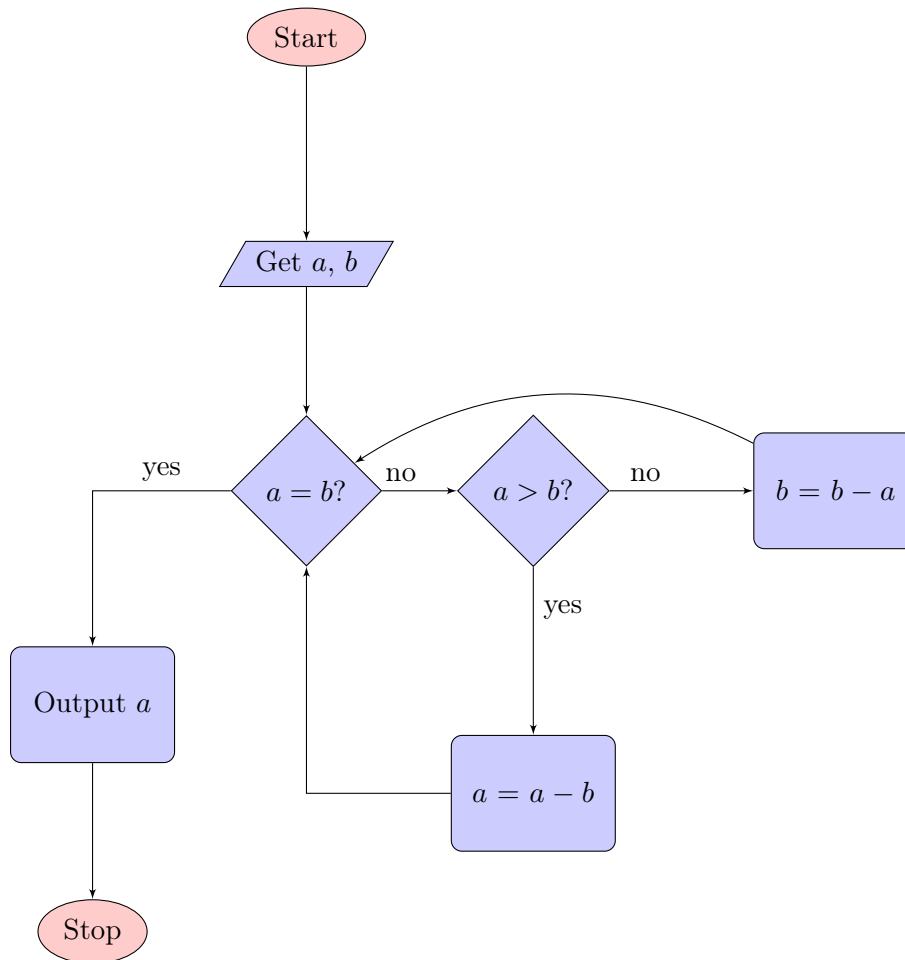 Start
Get a, b
yes
a = b?
no
a > b?
no
b = b − a
yes
Output a
a = a − b
Stop